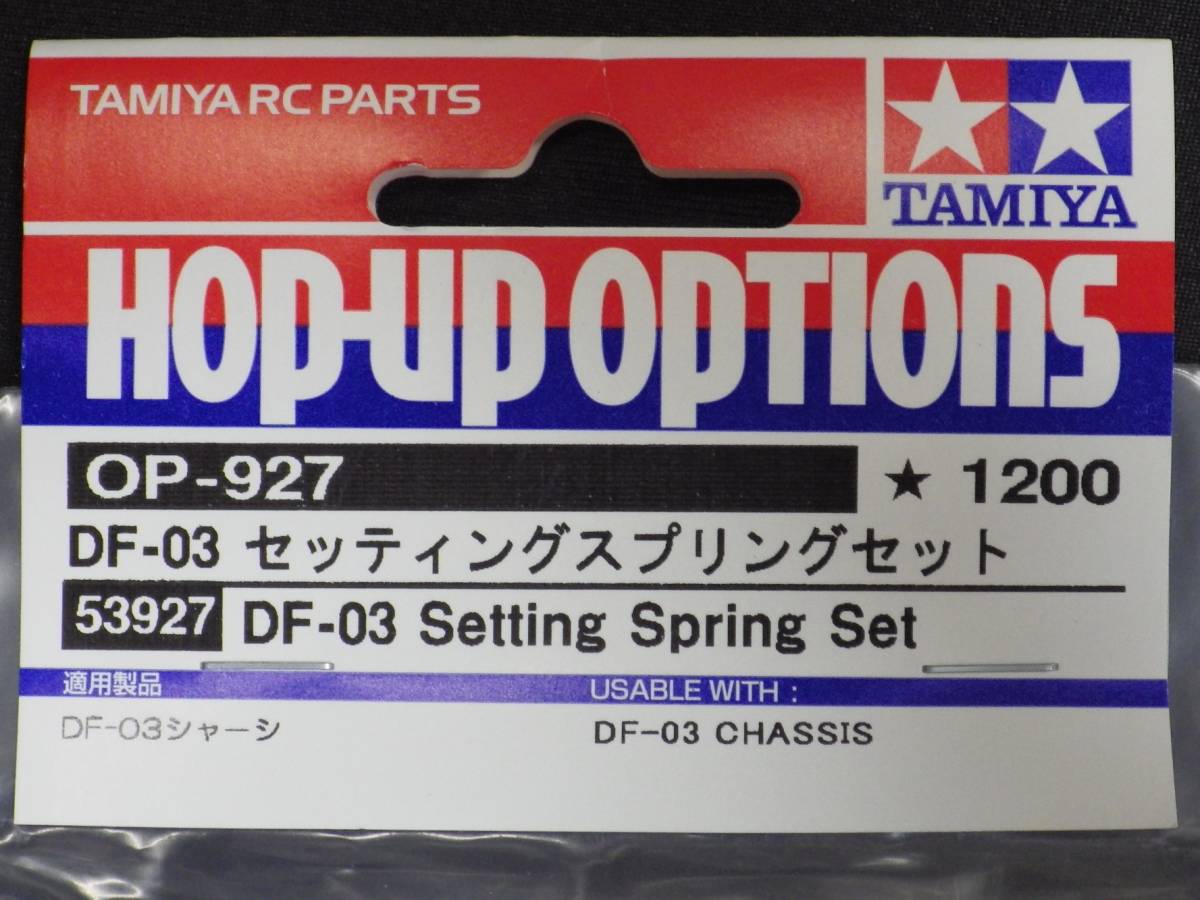 TAMIYA RC PARTS
TAMIYA
HOP-UP OPTIONS
OP-927 ★ 1200
DF-03 セッティングスプリングセット
53927 DF-03 Setting Spring Set
適用製品 USABLE WITH :
DF-03シャーシ DF-03 CHASSIS